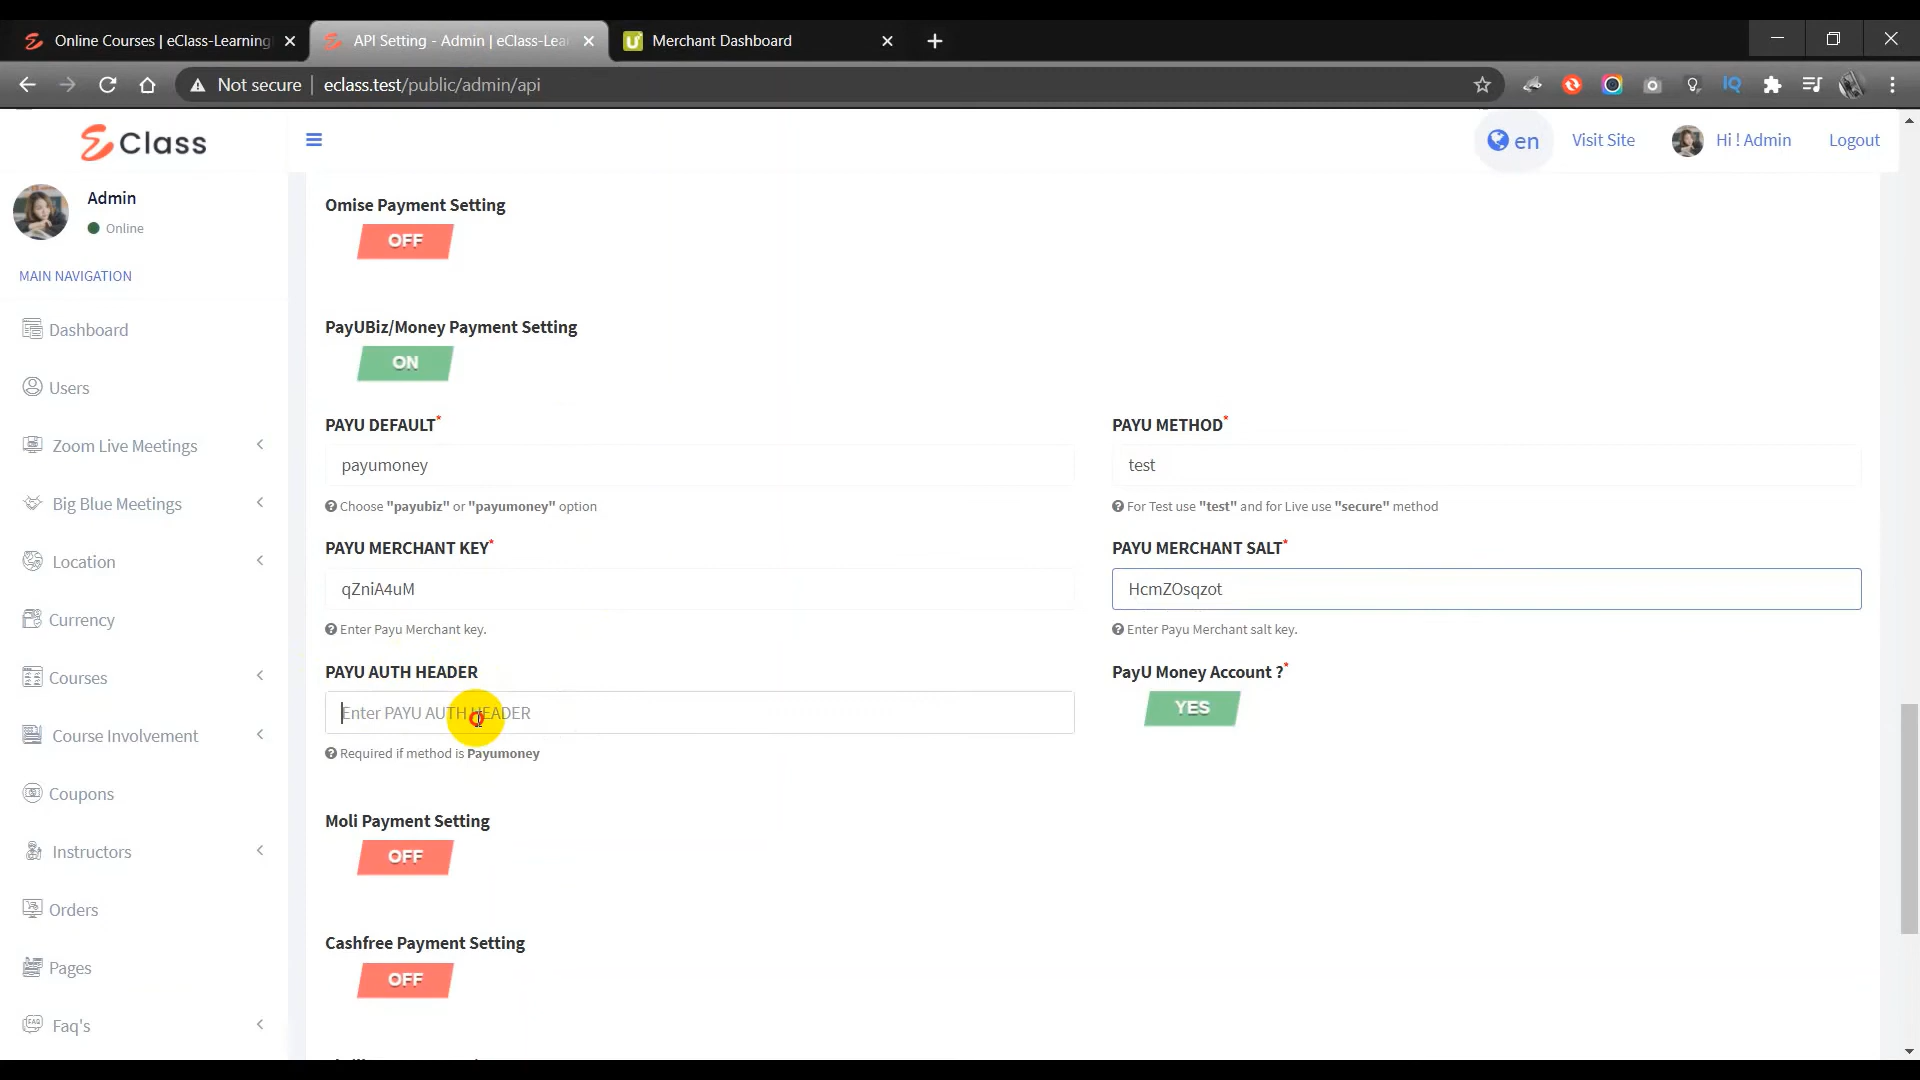 Online Courses | eClass-Learning
API Setting - Admin | eClass-Lea
Merchant Dashboard
Not secure
eclass.test/public/admin/api
IQ
Class
en
Visit Site
Hi ! Admin
Logout
Admin
Online
MAIN NAVIGATION
Dashboard
Users
Zoom Live Meetings
Big Blue Meetings
Location
Currency
Courses
Course Involvement
Coupons
Instructors
Orders
Pages
Faq's
Omise Payment Setting
OFF
PayUBiz/Money Payment Setting
ON
PAYU DEFAULT*
payumoney
Choose "payubiz" or "payumoney" option
PAYU METHOD*
test
For Test use "test" and for Live use "secure" method
PAYU MERCHANT KEY*
qZniA4uM
Enter Payu Merchant key.
PAYU MERCHANT SALT*
HcmZOsqzot
Enter Payu Merchant salt key.
PAYU AUTH HEADER
Enter PAYU AUTH HEADER
Required if method is Payumoney
PayU Money Account ?*
YES
Moli Payment Setting
OFF
Cashfree Payment Setting
OFF